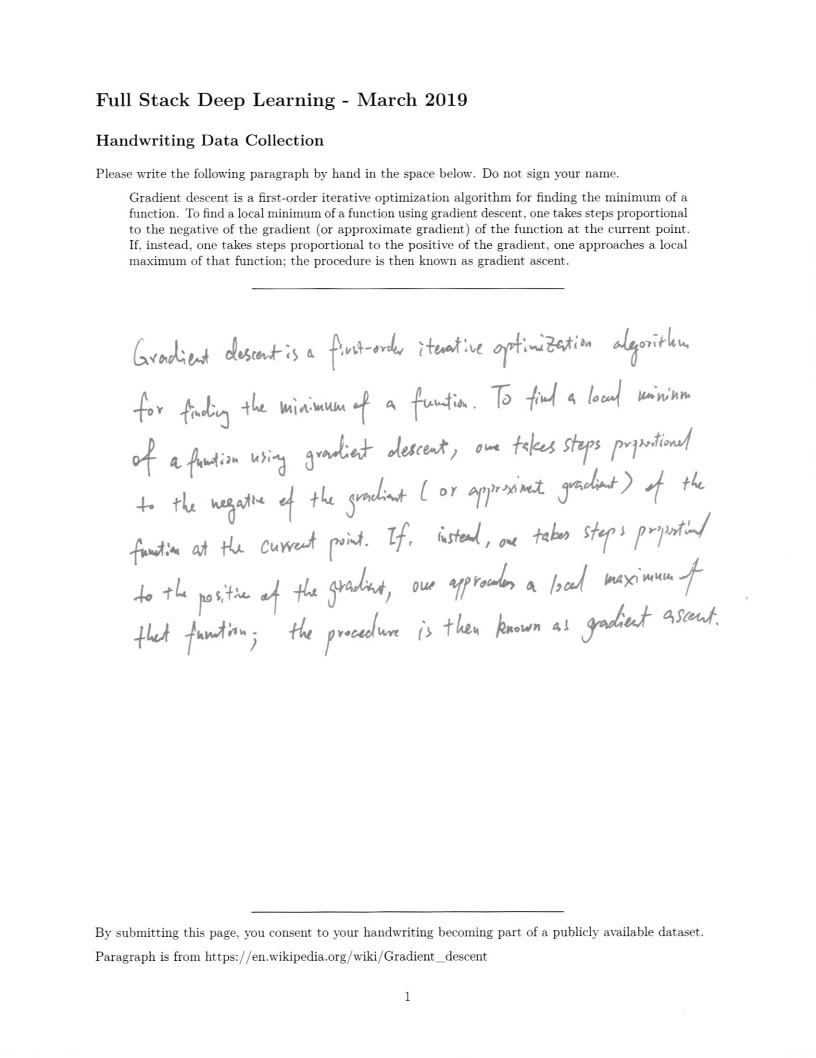 Full Stack Deep Learning - March 2019
Handwriting Data Collection
Please write the following paragraph by hand in the space below. Do not sign your name.
Gradient descent is a first-order iterative optimization algorithm for finding the minimum of a
function. To find a local minimum of a function using gradient descent, one takes steps proportional
to the negative of the gradient (or approximate gradient) of the function at the current point.
If, instead, one takes steps proportional to the positive of the gradient, one approaches a local
maximum of that function; the procedure is then known as gradient ascent.
Gradient descent is a first-order iterative optimization algorithm
for finding the minimum of a function. To find a local mininm
of a function using gradient descent, one takes steps prportional
to the negative of the gradient (or approximat gradient) of the
function at the current point. If, instead, one takes steps proportional
to the positive of the gradient, one approaches a local maximum of
that function; the procedure is then known as gradient ascent.
By submitting this page, you consent to your handwriting becoming part of a publicly available dataset.
Paragraph is from https://en.wikipedia.org/wiki/Gradient_descent
1